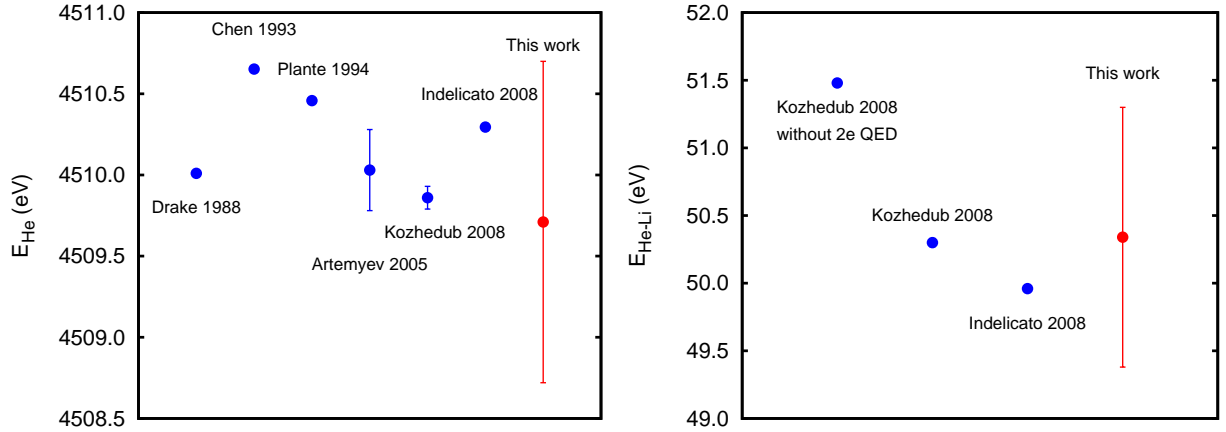 4511.0
4510.5
4510.0
4509.5
4509.0
4508.5
E_He (eV)
Chen 1993
This work
Plante 1994
Indelicato 2008
Drake 1988
Kozhedub 2008
Artemyev 2005
52.0
51.5
51.0
50.5
50.0
49.5
49.0
E_He-Li (eV)
This work
Kozhedub 2008
without 2e QED
Kozhedub 2008
Indelicato 2008